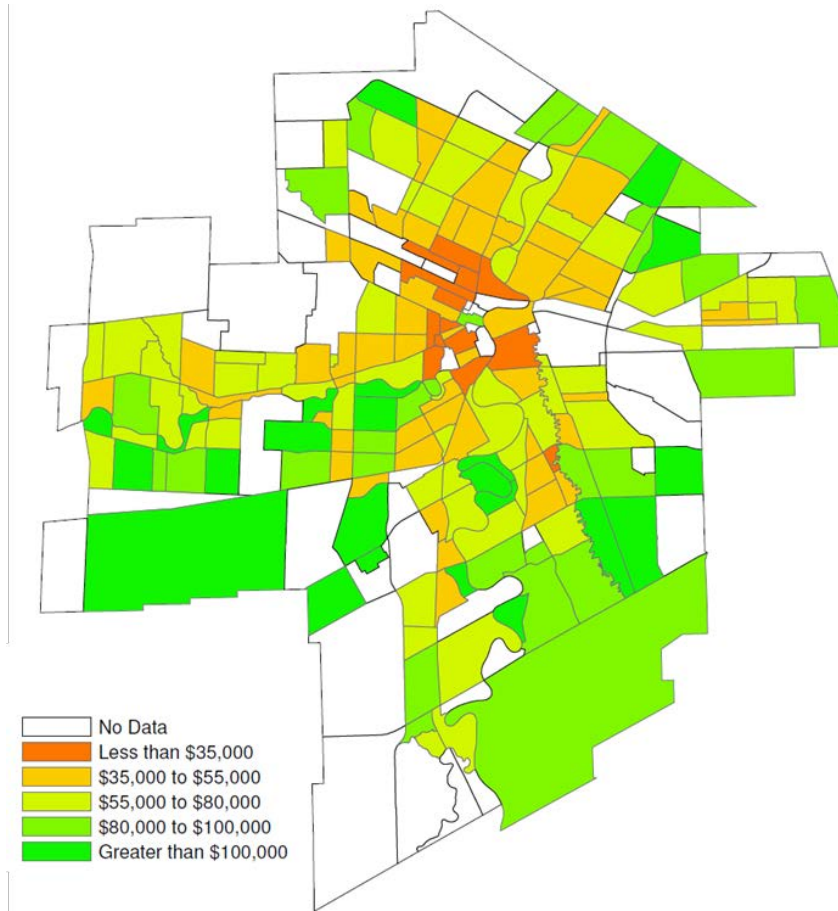 No Data
Less than $35,000
$35,000 to $55,000
$55,000 to $80,000
$80,000 to $100,000
Greater than $100,000